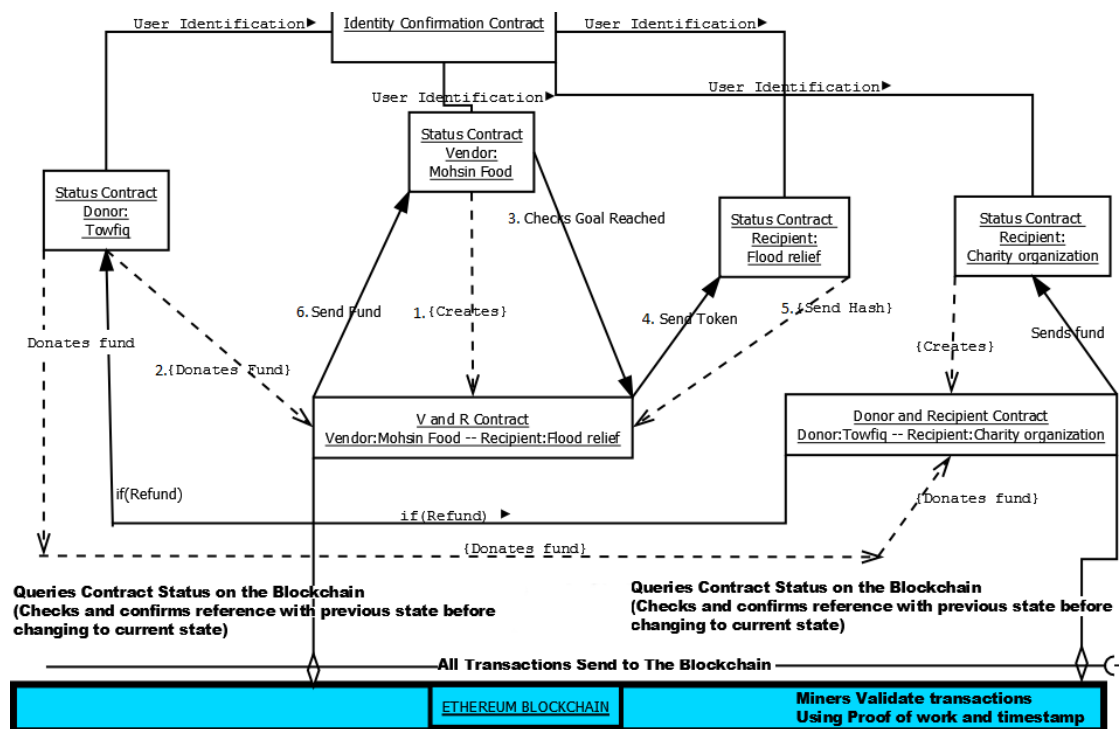 User Identification
Identity Confirmation Contract
User Identification
User Identification
User Identification
Status Contract
Vendor:
Mohsin Food
Status Contract
Donor:
Towfiq
Status Contract
Recipient:
Flood relief
Status Contract
Recipient:
Charity organization
3. Checks Goal Reached
6. Send Fund
1.{Creates}
4. Send Token
5.{Send Hash}
Donates fund
2.{Donates Fund}
{Creates}
Sends fund
V and R Contract
Vendor:Mohsin Food -- Recipient:Flood relief
Donor and Recipient Contract
Donor:Towfiq -- Recipient:Charity organization
if(Refund)
if(Refund)
{Donates fund}
{Donates fund}
Queries Contract Status on the Blockchain
(Checks and confirms reference with previous state before
changing to current state)
Queries Contract Status on the Blockchain
(Checks and confirms reference with previous state before
changing to current state)
All Transactions Send to The Blockchain
ETHEREUM BLOCKCHAIN
Miners Validate transactions
Using Proof of work and timestamp